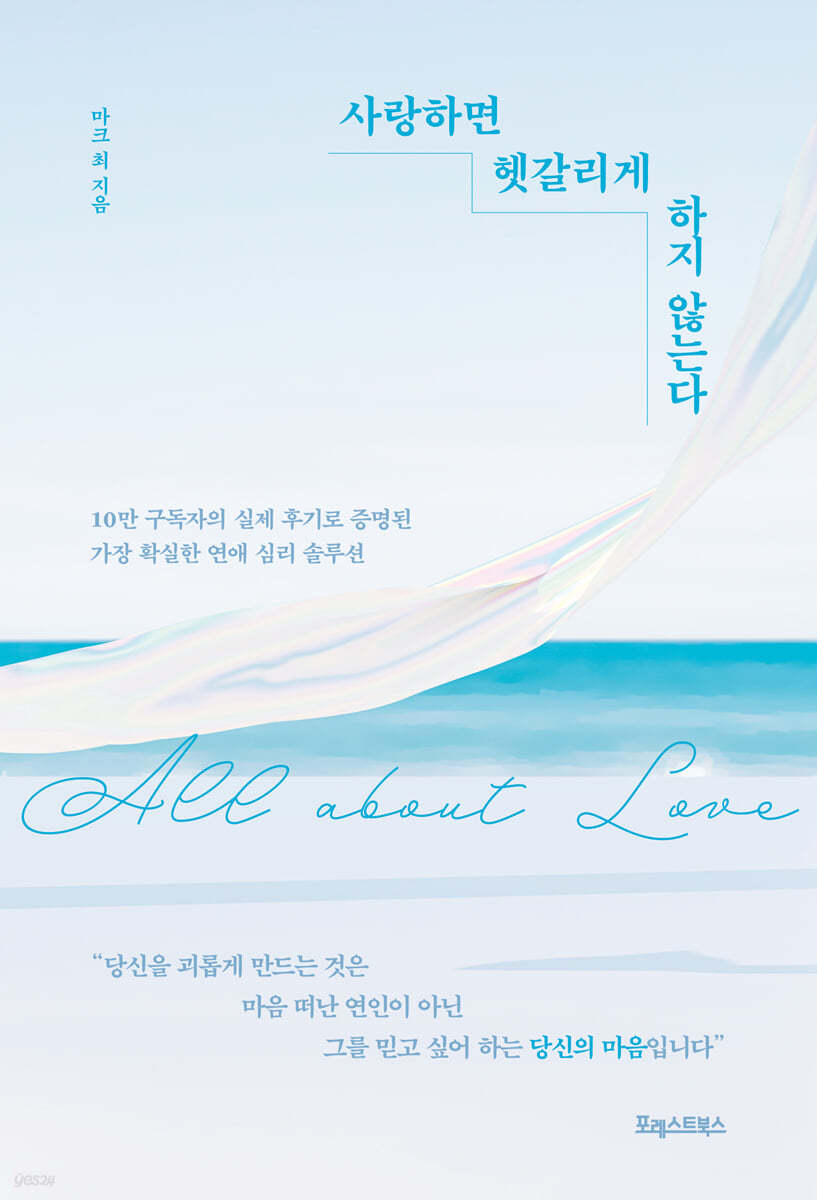 사랑하면
헷갈리게
하지 않는다
마크 최 지음
10만 구독자의 실제 후기로 증명된
가장 확실한 연애 심리 솔루션
All about Love
“당신을 괴롭게 만드는 것은
마음 떠난 연인이 아닌
그를 믿고 싶어 하는 당신의 마음입니다”
포레스트북스
yes24